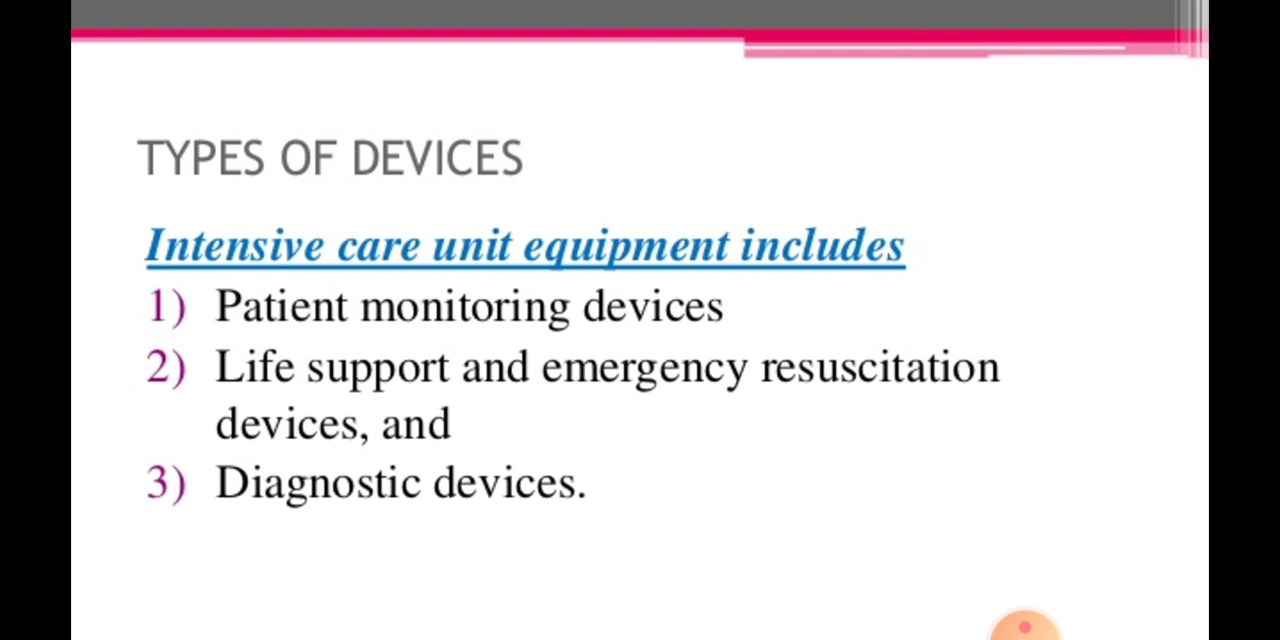 TYPES OF DEVICES
Intensive care unit equipment includes
1) Patient monitoring devices
2) Life support and emergency resuscitation
devices, and
3) Diagnostic devices.